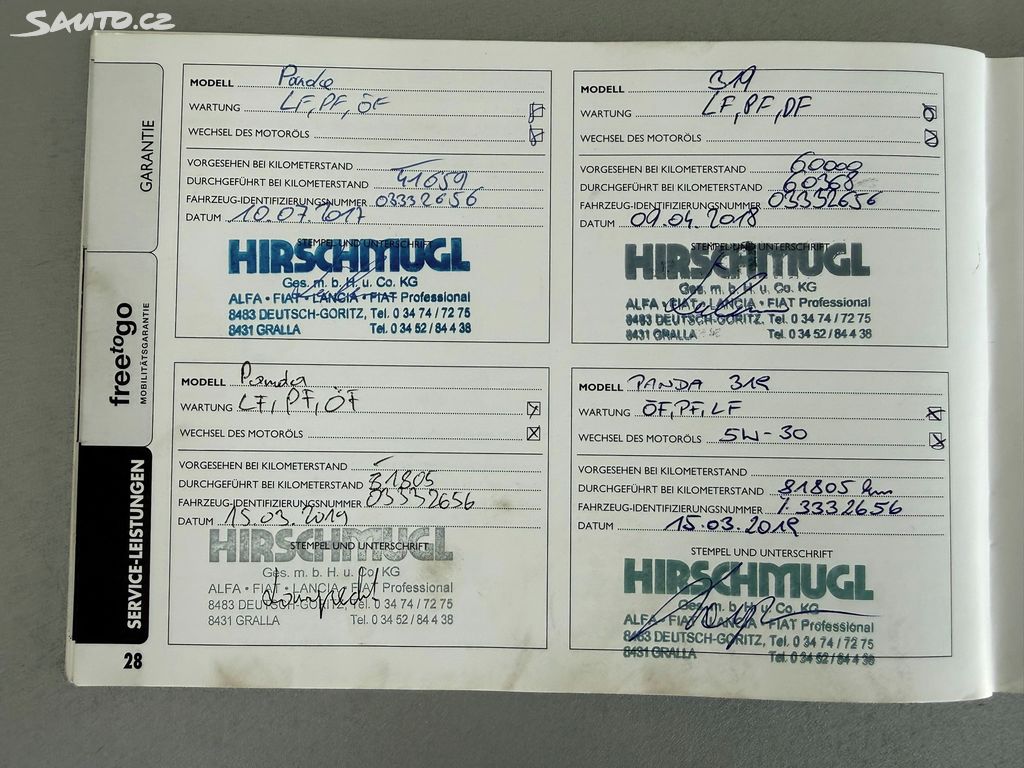 SAUTO.CZ
GARANTIE
freetogo
MOBILITÄTSGARANTIE
SERVICE-LEISTUNGEN
28
MODELL Panda
WARTUNG LF, PF, ÖF
WECHSEL DES MOTORÖLS
VORGESEHEN BEI KILOMETERSTAND
DURCHGEFÜHRT BEI KILOMETERSTAND 41659
FAHRZEUG-IDENTIFIZIERUNGSNUMMER 03332656
DATUM 10.07.2017
STEMPEL UND UNTERSCHRIFT
HIRSCHMUGL
Ges. m. b. H. u. Co. KG
ALFA • FIAT • LANCIA • FIAT Professional
8483 DEUTSCH-GORITZ, Tel. 0 34 74 / 72 75
8431 GRALLA Tel. 0 34 52 / 84 4 38
MODELL 319
WARTUNG LF, PF, ÖF
WECHSEL DES MOTORÖLS
VORGESEHEN BEI KILOMETERSTAND 60000
DURCHGEFÜHRT BEI KILOMETERSTAND 60368
FAHRZEUG-IDENTIFIZIERUNGSNUMMER 03332656
DATUM 09.04.2018
STEMPEL UND UNTERSCHRIFT
HIRSCHMUGL
Ges. m. b. H. u. Co. KG
ALFA • FIAT • LANCIA • FIAT Professional
8483 DEUTSCH-GORITZ, Tel. 0 34 74 / 72 75
8431 GRALLA Tel. 0 34 52 / 84 4 38
MODELL Panda
WARTUNG LF, PF, ÖF
WECHSEL DES MOTORÖLS
VORGESEHEN BEI KILOMETERSTAND
DURCHGEFÜHRT BEI KILOMETERSTAND 81805
FAHRZEUG-IDENTIFIZIERUNGSNUMMER 03332656
DATUM 15.03.2019
STEMPEL UND UNTERSCHRIFT
HIRSCHMUGL
Ges. m. b. H. u. Co. KG
ALFA • FIAT • LANCIA • FIAT Professional
8483 DEUTSCH-GORITZ, Tel. 0 34 74 / 72 75
8431 GRALLA Tel. 0 34 52 / 84 4 38
MODELL PANDA 319
WARTUNG ÖF, PF, LF
WECHSEL DES MOTORÖLS 5W-30
VORGESEHEN BEI KILOMETERSTAND
DURCHGEFÜHRT BEI KILOMETERSTAND 81805 km
FAHRZEUG-IDENTIFIZIERUNGSNUMMER 3332656
DATUM 15.03.2019
STEMPEL UND UNTERSCHRIFT
HIRSCHMUGL
Ges. m. b. H. u. Co. KG
ALFA • FIAT • LANCIA • FIAT Professional
8483 DEUTSCH-GORITZ, Tel. 0 34 74 / 72 75
8431 GRALLA Tel. 0 34 52 / 84 4 38